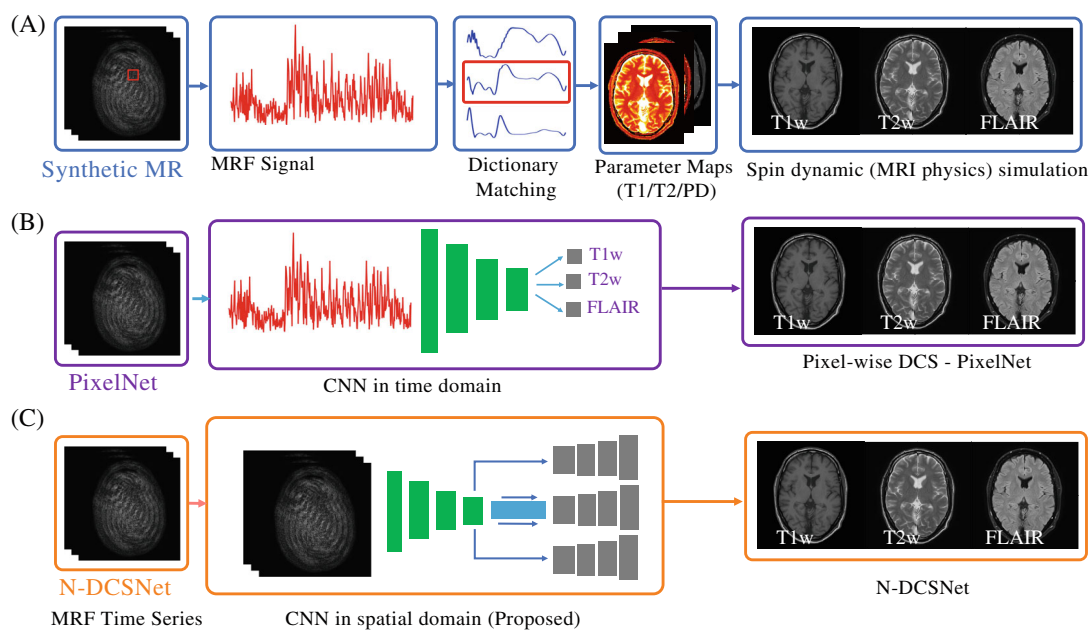 (A)
T1w T2w FLAIR
Synthetic MR
MRF Signal
Dictionary
Matching
Parameter Maps
(T1/T2/PD)
Spin dynamic (MRI physics) simulation
(B)
T1w
T2w
FLAIR
T1w T2w FLAIR
PixelNet
CNN in time domain
Pixel-wise DCS - PixelNet
(C)
T1w T2w FLAIR
N-DCSNet
MRF Time Series
CNN in spatial domain (Proposed)
N-DCSNet